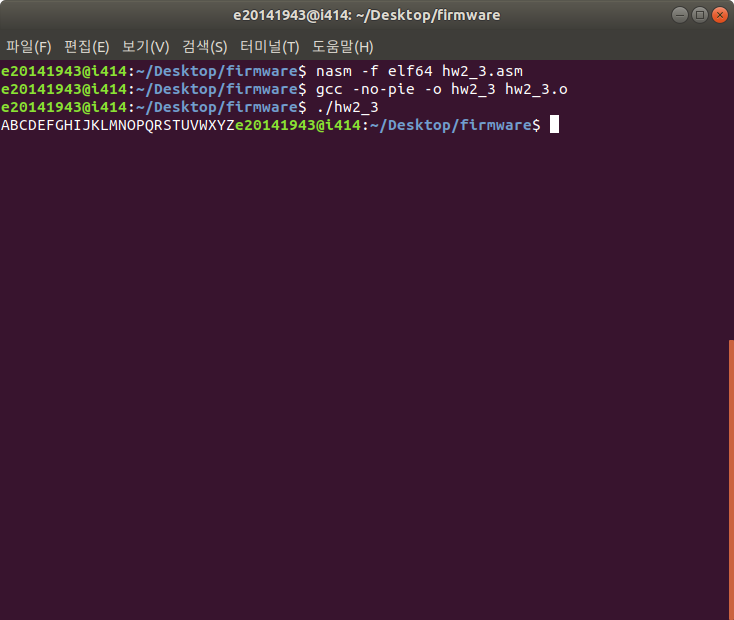 e20141943@i414: ~/Desktop/firmware
파일(F) 편집(E) 보기(V) 검색(S) 터미널(T) 도움말(H)
e20141943@i414:~/Desktop/firmware$ nasm -f elf64 hw2_3.asm
e20141943@i414:~/Desktop/firmware$ gcc -no-pie -o hw2_3 hw2_3.o
e20141943@i414:~/Desktop/firmware$ ./hw2_3
ABCDEFGHIJKLMNOPQRSTUVWXYZe20141943@i414:~/Desktop/firmware$